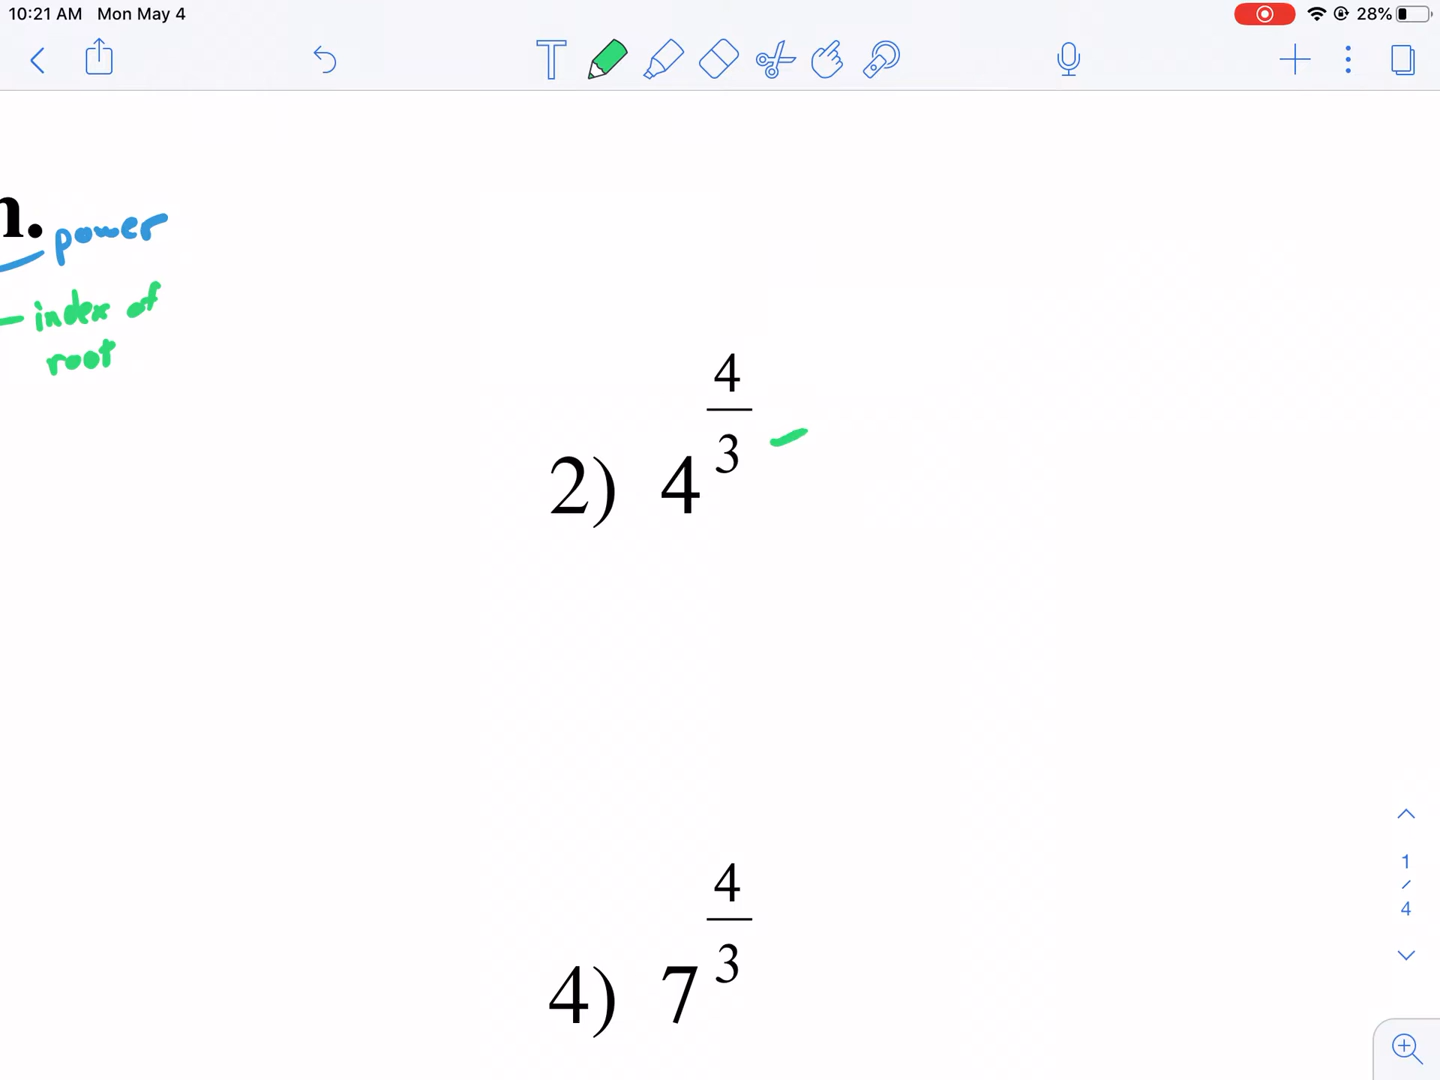 10:21 AM Mon May 4
28%
T
n. power
index of
root
2) 4^(4/3)
4) 7^(4/3)
1
/
4